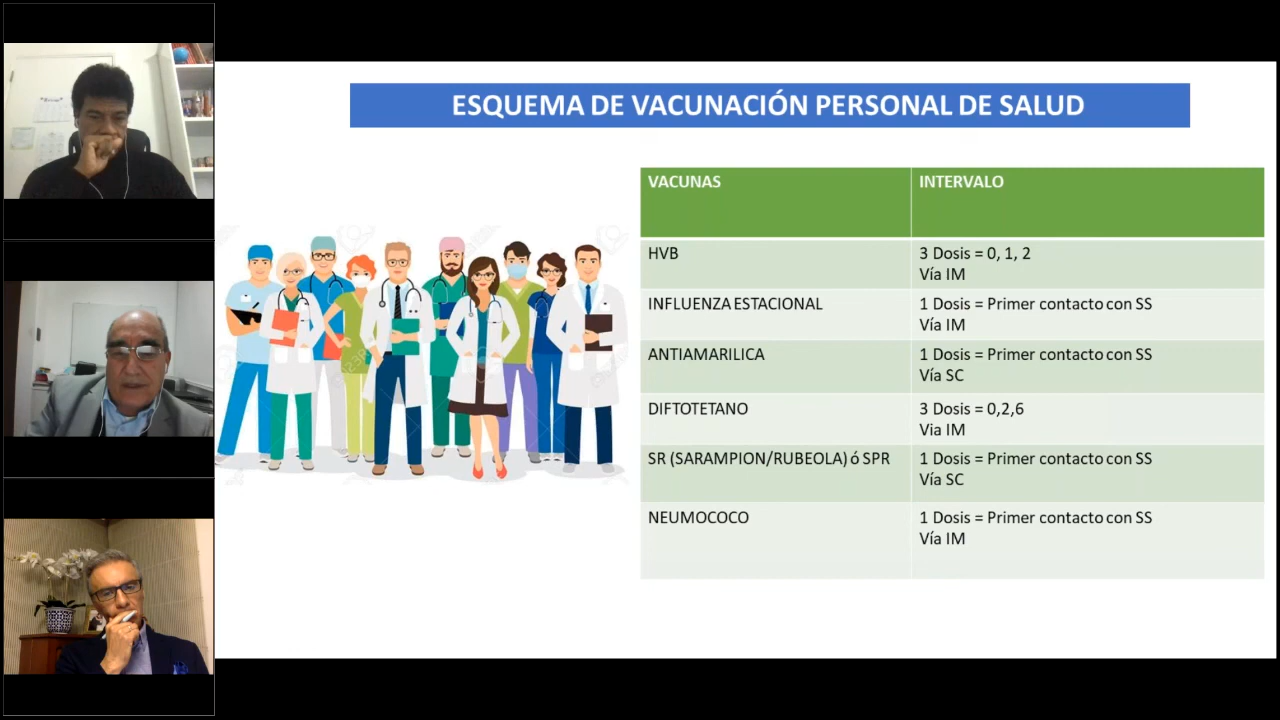 ESQUEMA DE VACUNACIÓN PERSONAL DE SALUD
VACUNAS
INTERVALO
HVB
3 Dosis = 0, 1, 2
Vía IM
INFLUENZA ESTACIONAL
1 Dosis = Primer contacto con SS
Vía IM
ANTIAMARILICA
1 Dosis = Primer contacto con SS
Vía SC
DIFTOTETANO
3 Dosis = 0,2,6
Via IM
SR (SARAMPION/RUBEOLA) ó SPR
1 Dosis = Primer contacto con SS
Vía SC
NEUMOCOCO
1 Dosis = Primer contacto con SS
Vía IM